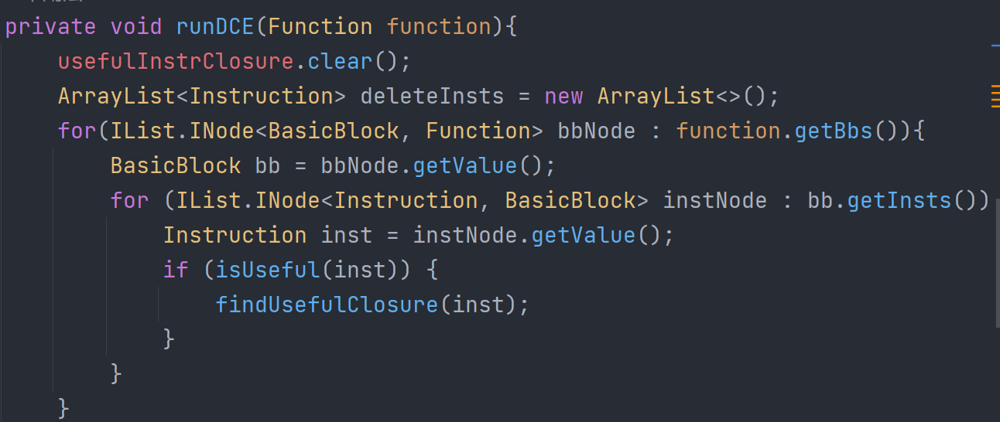 private void runDCE(Function function){
    usefulInstrClosure.clear();
    ArrayList<Instruction> deleteInsts = new ArrayList<>();
    for(IList.INode<BasicBlock, Function> bbNode : function.getBbs()){
        BasicBlock bb = bbNode.getValue();
        for (IList.INode<Instruction, BasicBlock> instNode : bb.getInsts())
            Instruction inst = instNode.getValue();
            if (isUseful(inst)) {
                findUsefulClosure(inst);
            }
        }
    }